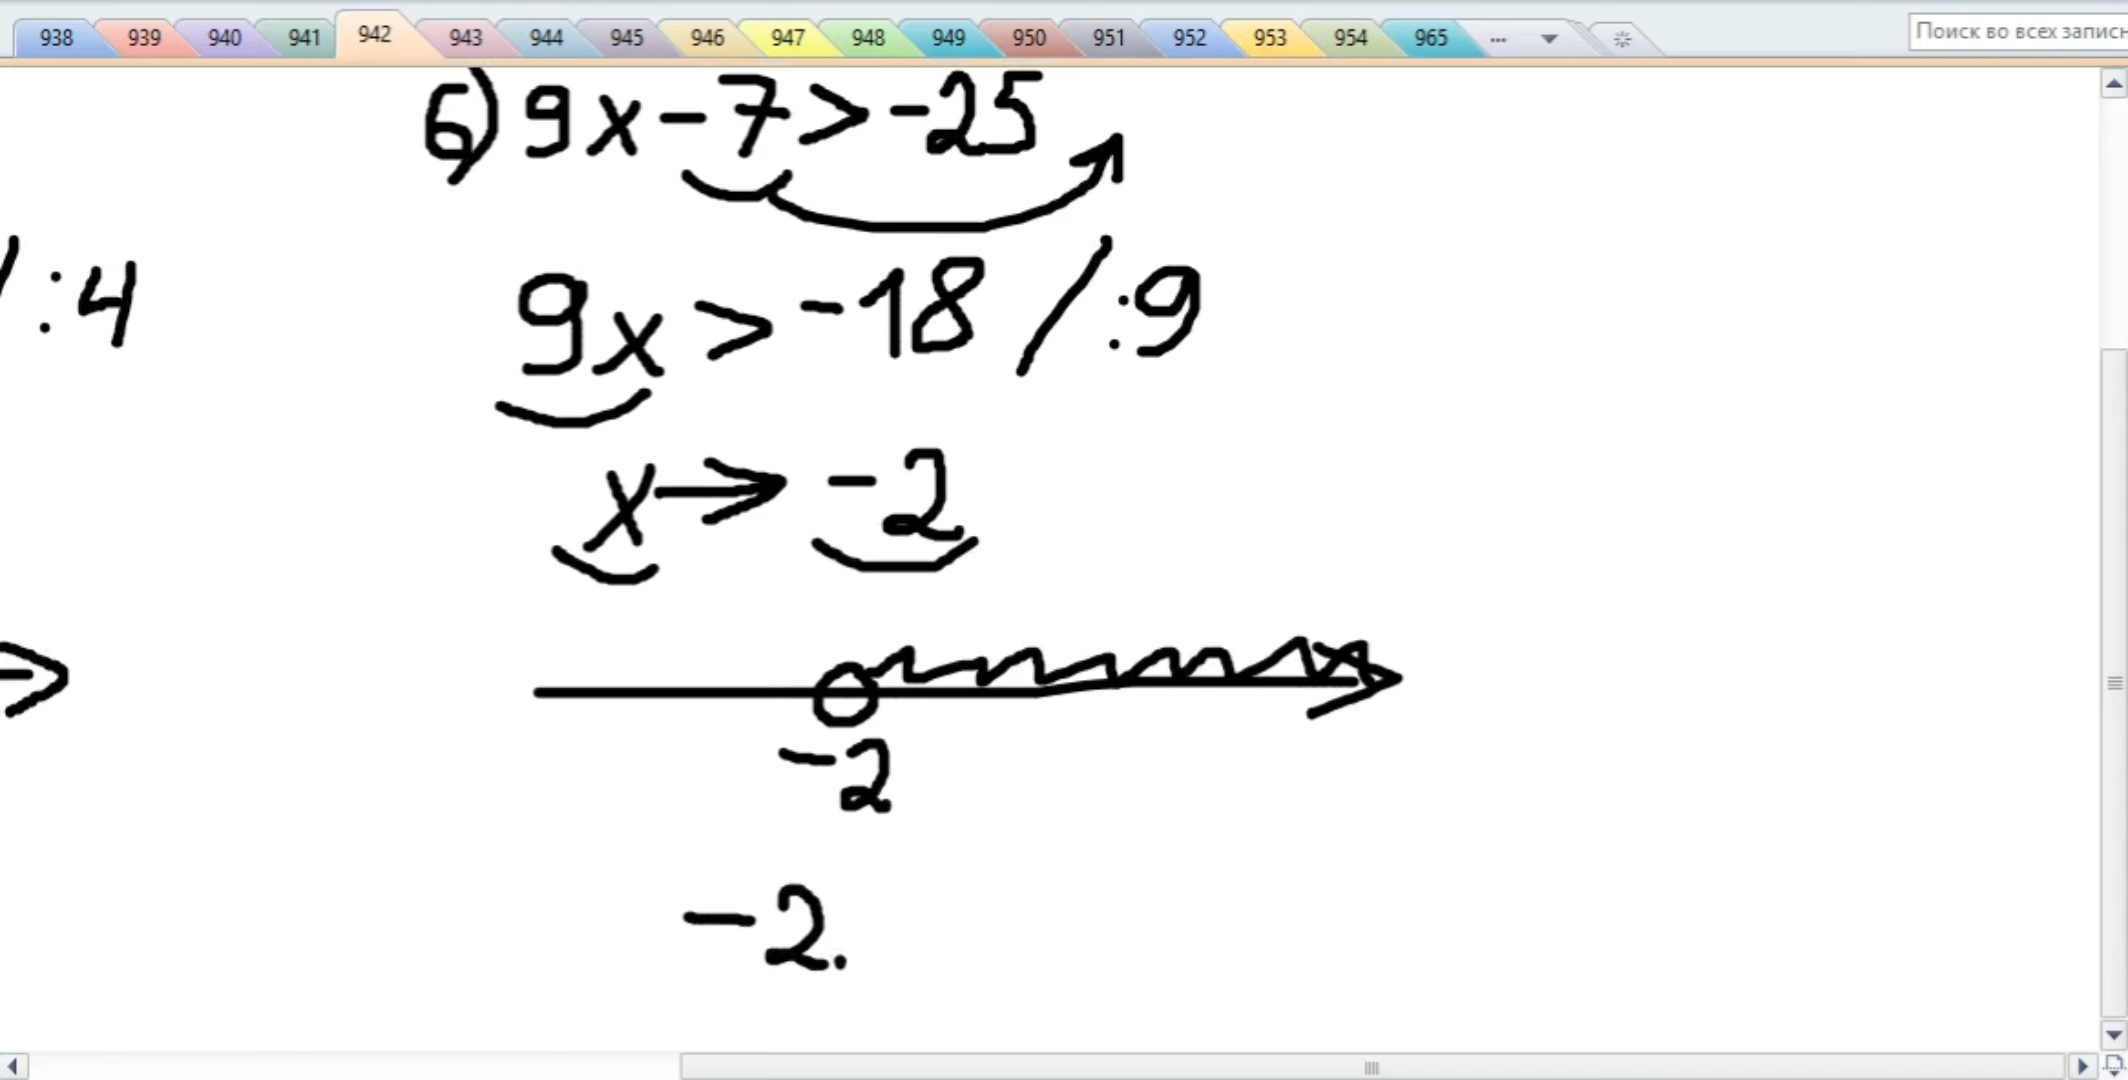 938 939 940 941 942 943 944 945 946 947 948 949 950 951 952 953 954 965 ...
Поиск во всех запис
б) 9x - 7 > -25
/ :4
9x > -18 / :9
x > -2
-2
-2.